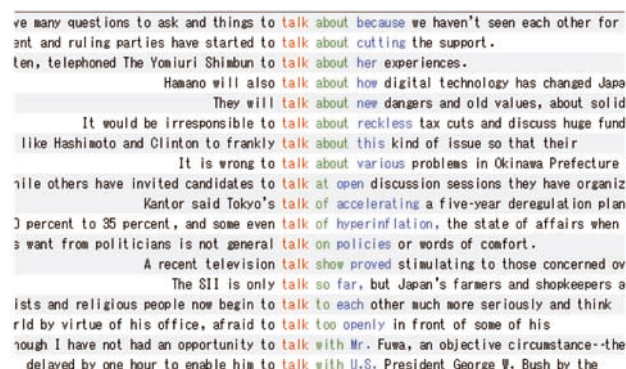 ve many questions to ask and things to talk about because we haven't seen each other for
ent and ruling parties have started to talk about cutting the support.
ten, telephoned The Yomiuri Shimbun to talk about her experiences.
Hamano will also talk about how digital technology has changed Japa
They will talk about new dangers and old values, about solid
It would be irresponsible to talk about reckless tax cuts and discuss huge fund
like Hashimoto and Clinton to frankly talk about this kind of issue so that their
It is wrong to talk about various problems in Okinawa Prefecture
hile others have invited candidates to talk at open discussion sessions they have organiz
Kantor said Tokyo's talk of accelerating a five-year deregulation plan
0 percent to 35 percent, and some even talk of hyperinflation, the state of affairs when
s want from politicians is not general talk on policies or words of comfort.
A recent television talk show proved stimulating to those concerned ov
The SII is only talk so far, but Japan's farmers and shopkeepers a
ists and religious people now begin to talk to each other much more seriously and think
rld by virtue of his office, afraid to talk too openly in front of some of his
hough I have not had an opportunity to talk with Mr. Fuwa, an objective circumstance--the
delayed by one hour to enable him to talk with U.S. President George W. Bush by the